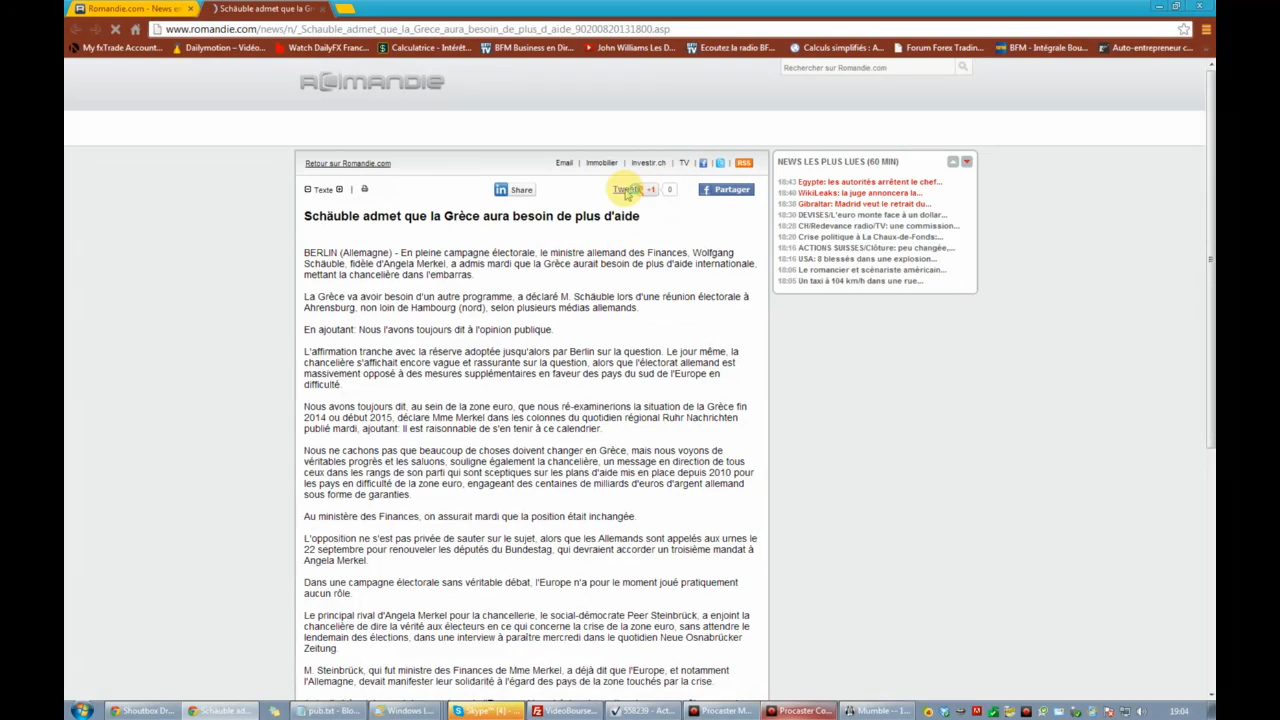 Romandie.com - News en
Schäuble admet que la Gr
www.romandie.com/news/n/_Schauble_admet_que_la_Grece_aura_besoin_de_plus_d_aide_90200820131800.asp
My fxTrade Account...
Dailymotion – Vidéo...
Watch DailyFX Franc...
Calculatrice - Intérêt...
BFM Business en Dir...
John Williams Les D...
Ecoutez la radio BF...
Calculs simplifiés : A...
Forum Forex Tradin...
BFM - Intégrale Bou...
Auto-entrepreneur c...
ROMANDIE
Rechercher sur Romandie.com
Retour sur Romandie.com
Email | Immobilier | Investir.ch | TV | RSS
Texte
Share
Tweet
+1
0
Partager
Schäuble admet que la Grèce aura besoin de plus d'aide
BERLIN (Allemagne) - En pleine campagne électorale, le ministre allemand des Finances, Wolfgang
Schäuble, fidèle d'Angela Merkel, a admis mardi que la Grèce aurait besoin de plus d'aide internationale,
mettant la chancelière dans l'embarras.
La Grèce va avoir besoin d'un autre programme, a déclaré M. Schäuble lors d'une réunion électorale à
Ahrensburg, non loin de Hambourg (nord), selon plusieurs médias allemands.
En ajoutant: Nous l'avons toujours dit à l'opinion publique.
L'affirmation tranche avec la réserve adoptée jusqu'alors par Berlin sur la question. Le jour même, la
chancelière s'affichait encore vague et rassurante sur la question, alors que l'électorat allemand est
massivement opposé à des mesures supplémentaires en faveur des pays du sud de l'Europe en
difficulté.
Nous avons toujours dit, au sein de la zone euro, que nous ré-examinerions la situation de la Grèce fin
2014 ou début 2015, déclare Mme Merkel dans les colonnes du quotidien régional Ruhr Nachrichten
publié mardi, ajoutant: Il est raisonnable de s'en tenir à ce calendrier.
Nous ne cachons pas que beaucoup de choses doivent changer en Grèce, mais nous voyons de
véritables progrès et les saluons, souligne également la chancelière, un message en direction de tous
ceux dans les rangs de son parti qui sont sceptiques sur les plans d'aide mis en place depuis 2010 pour
les pays en difficulté de la zone euro, engageant des centaines de milliards d'euros d'argent allemand
sous forme de garanties.
Au ministère des Finances, on assurait mardi que la position était inchangée.
L'opposition ne s'est pas privée de sauter sur le sujet, alors que les Allemands sont appelés aux urnes le
22 septembre pour renouveler les députés du Bundestag, qui devraient accorder un troisième mandat à
Angela Merkel.
Dans une campagne électorale sans véritable débat, l'Europe n'a pour le moment joué pratiquement
aucun rôle.
Le principal rival d'Angela Merkel pour la chancellerie, le social-démocrate Peer Steinbrück, a enjoint la
chancelière de dire la vérité aux électeurs en ce qui concerne la crise de la zone euro, sans attendre le
lendemain des élections, dans une interview à paraître mercredi dans le quotidien Neue Osnabrücker
Zeitung.
M. Steinbrück, qui fut ministre des Finances de Mme Merkel, a déjà dit que l'Europe, et notamment
l'Allemagne, devait manifester leur solidarité à l'égard des pays de la zone touchés par la crise.
NEWS LES PLUS LUES (60 MIN)
18:43 Egypte: les autorités arrêtent le chef...
18:40 WikiLeaks: la juge annoncera la...
18:38 Gibraltar: Madrid veut le retrait du...
18:30 DEVISES/L'euro monte face à un dollar...
18:28 CH/Redevance radio/TV: une commission...
18:20 Crise politique à La Chaux-de-Fonds:...
18:16 ACTIONS SUISSES/Clôture: peu changée,...
18:16 USA: 8 blessés dans une explosion...
18:06 Le romancier et scénariste américain...
18:05 Un taxi à 104 km/h dans une rue...
Shoutbox Dr...
Schäuble ad...
pub.txt - Blo...
Windows L...
Skype™ [4] - ...
VideoBourse...
558239 - Act...
Procaster M...
Procaster Co...
Mumble -- 1...
19:04